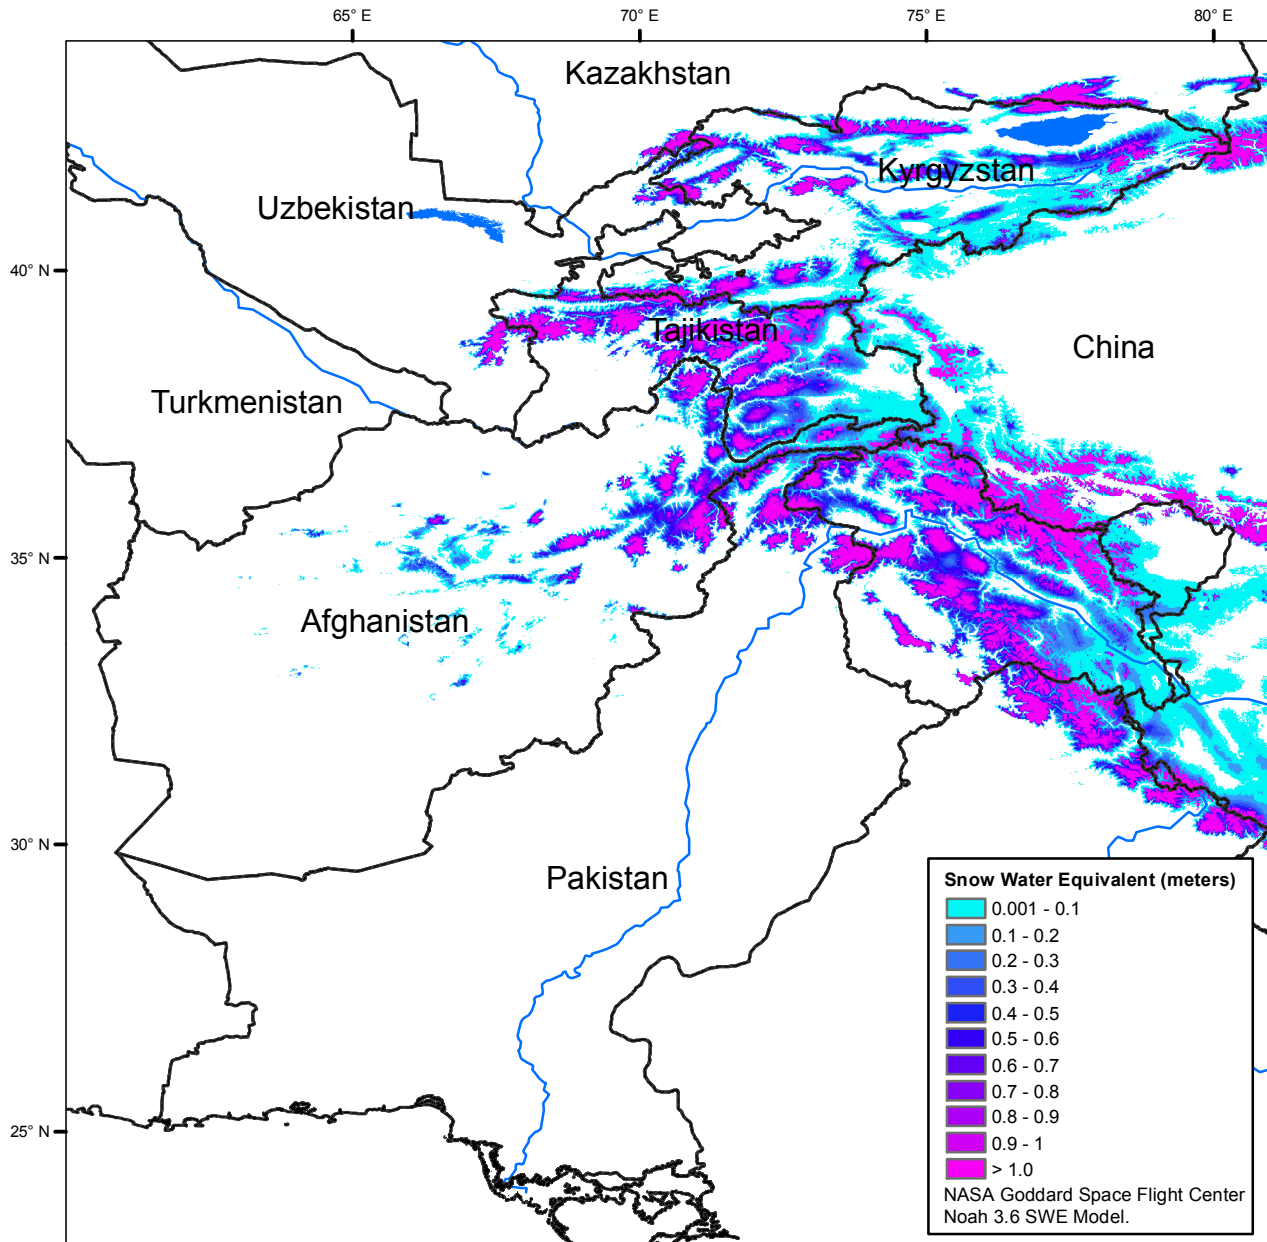 65° E
70° E
75° E
80° E
Kazakhstan
Kyrgyzstan
Uzbekistan
40° N
Tajikistan
China
Turkmenistan
35° N
Afghanistan
30° N
Pakistan
25° N
Snow Water Equivalent (meters)
0.001 - 0.1
0.1 - 0.2
0.2 - 0.3
0.3 - 0.4
0.4 - 0.5
0.5 - 0.6
0.6 - 0.7
0.7 - 0.8
0.8 - 0.9
0.9 - 1
> 1.0
NASA Goddard Space Flight Center
Noah 3.6 SWE Model.